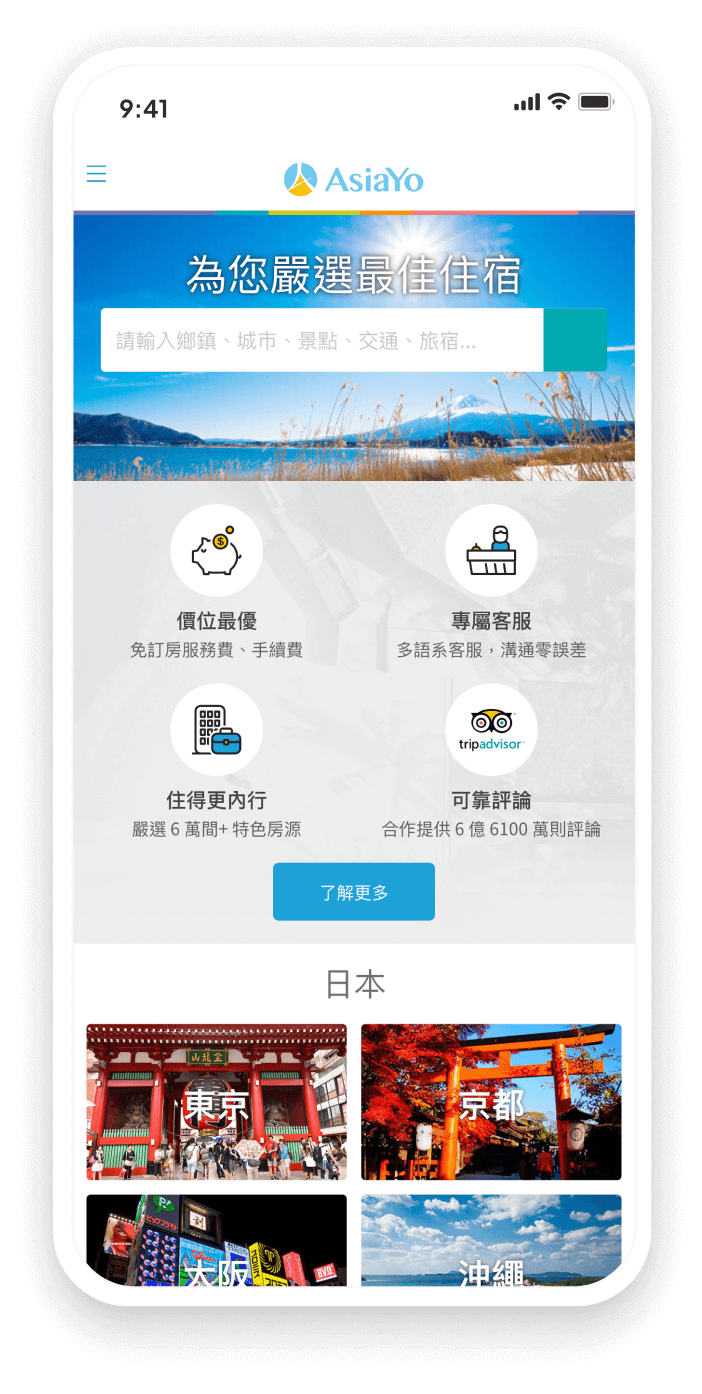 9:41
AsiaYo
為您嚴選最佳住宿
請輸入鄉鎮、城市、景點、交通、旅宿...
價位最優
免訂房服務費、手續費
專屬客服
多語系客服，溝通零誤差
tripadvisor
住得更內行
嚴選 6 萬間+ 特色房源
可靠評論
合作提供 6 億 6100 萬則評論
了解更多
日本
山龍金
東京
京都
大阪
沖繩